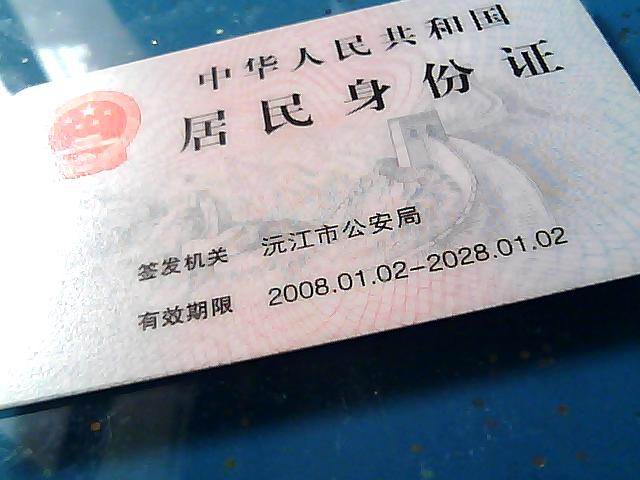 中华人民共和国
居民身份证
签发机关 沅江市公安局
有效期限 2008.01.02-2028.01.02